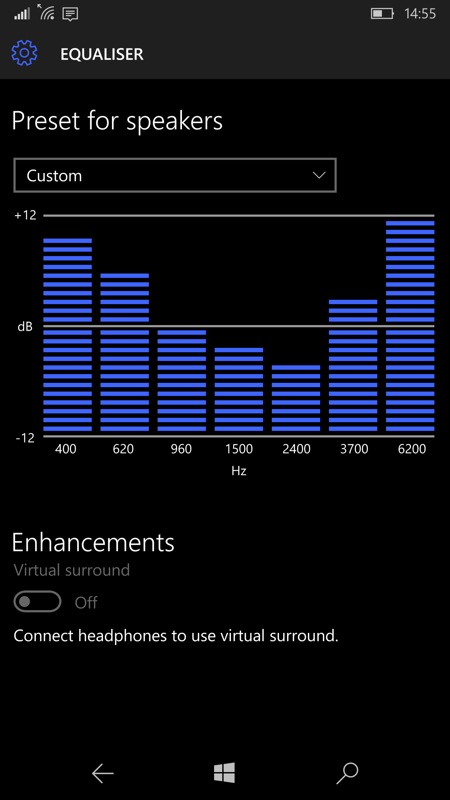 14:55
EQUALISER
Preset for speakers
Custom
+12
dB
-12
400 620 960 1500 2400 3700 6200
Hz
Enhancements
Virtual surround
Off
Connect headphones to use virtual surround.